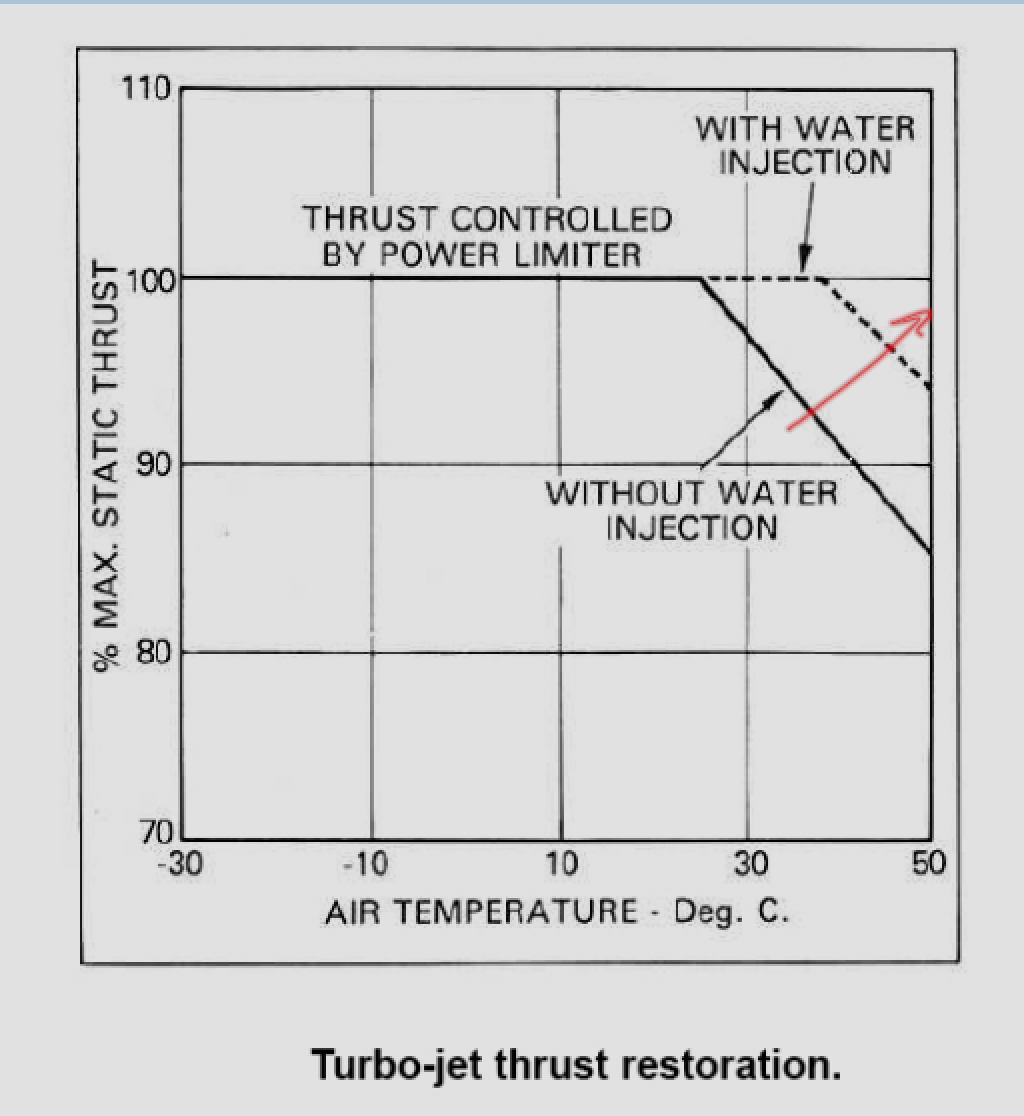 110
WITH WATER
INJECTION
THRUST CONTROLLED
BY POWER LIMITER
100
% MAX. STATIC THRUST
90
WITHOUT WATER
INJECTION
80
70
-30 -10 10 30 50
AIR TEMPERATURE - Deg. C.
Turbo-jet thrust restoration.